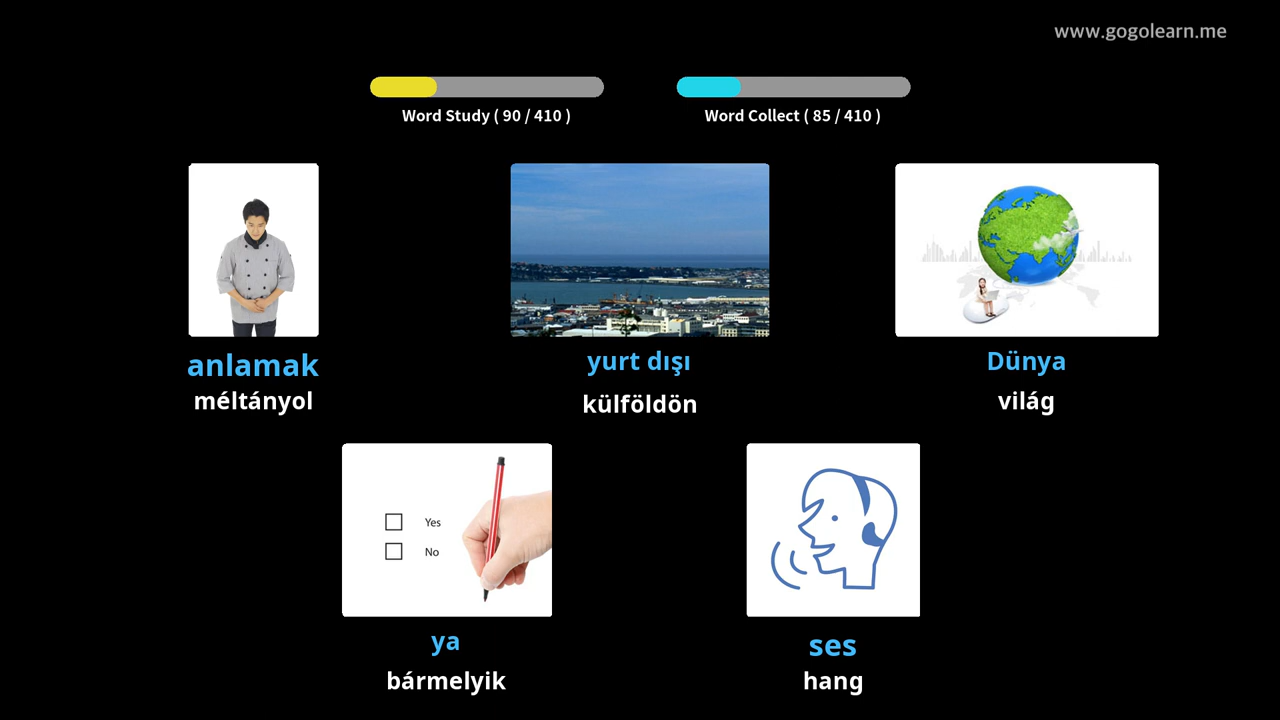 www.gogolearn.me
Word Study ( 90 / 410 )
Word Collect ( 85 / 410 )
anlamak
méltányol
yurt dışı
külföldön
Dünya
világ
Yes
No
ya
bármelyik
ses
hang